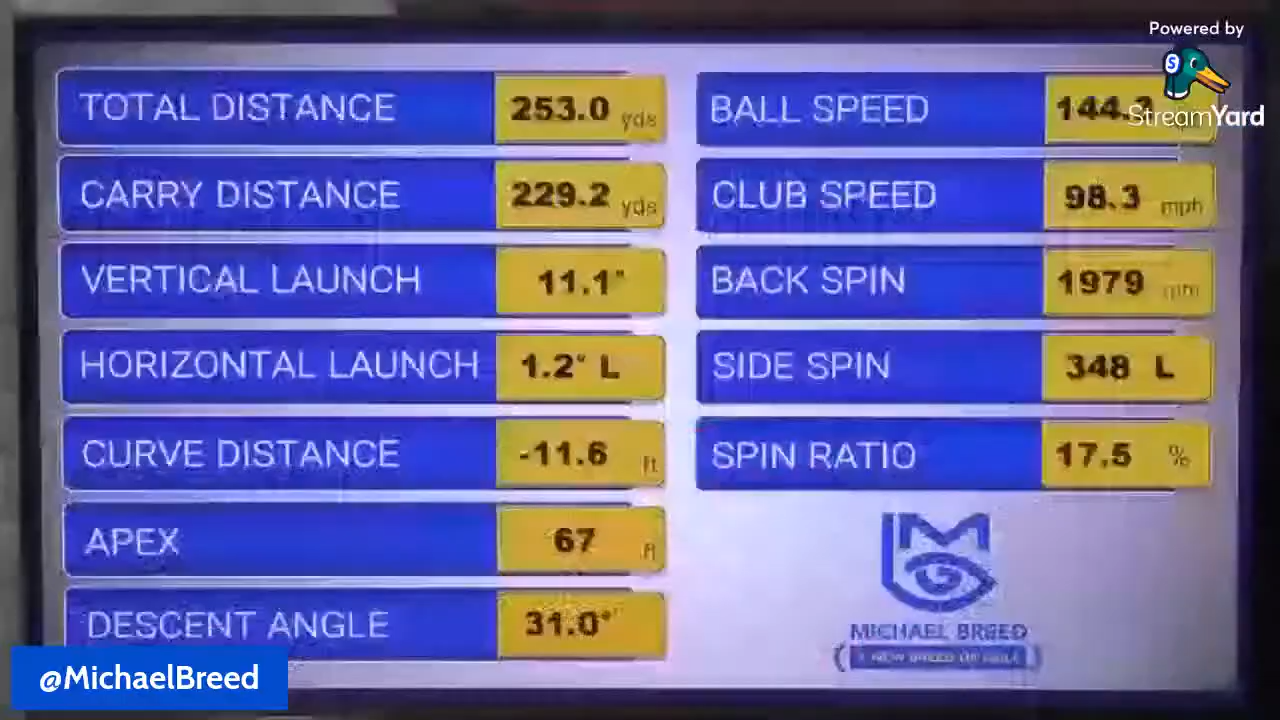 Powered by
StreamYard
TOTAL DISTANCE 253.0 yds
CARRY DISTANCE 229.2 yds
VERTICAL LAUNCH 11.1°
HORIZONTAL LAUNCH 1.2° L
CURVE DISTANCE -11.6 ft
APEX 67 ft
DESCENT ANGLE 31.0°
BALL SPEED 144.
CLUB SPEED 98.3 mph
BACK SPIN 1979 rpm
SIDE SPIN 348 L
SPIN RATIO 17.5 %
MICHAEL BREED
@MichaelBreed